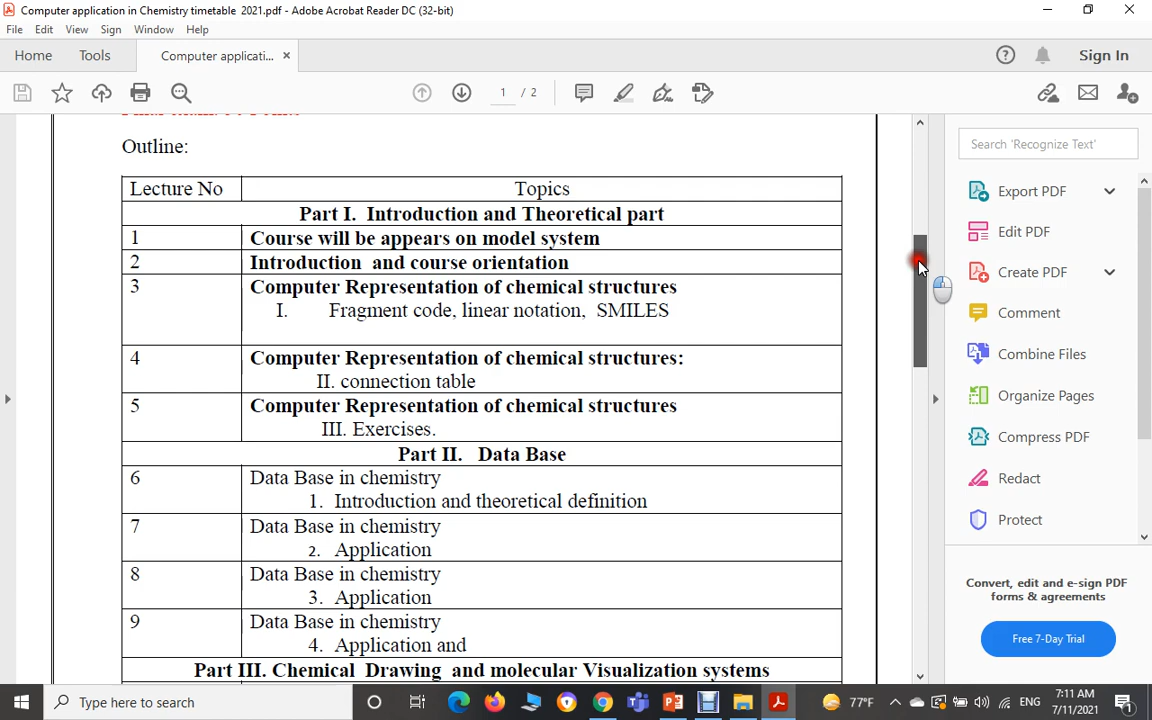 Computer application in Chemistry timetable 2021.pdf - Adobe Acrobat Reader DC (32-bit)
File Edit View Sign Window Help
Home Tools Computer applicati... × Sign In
1 / 2
Outline:
Search 'Recognize Text'
Lecture No Topics
Export PDF
Part I. Introduction and Theoretical part
1 Course will be appears on model system
Edit PDF
2 Introduction and course orientation
Create PDF
3 Computer Representation of chemical structures
I. Fragment code, linear notation, SMILES
Comment
4 Computer Representation of chemical structures:
Combine Files
II. connection table
Organize Pages
5 Computer Representation of chemical structures
III. Exercises.
Compress PDF
Part II. Data Base
6 Data Base in chemistry
Redact
1. Introduction and theoretical definition
7 Data Base in chemistry
Protect
2. Application
8 Data Base in chemistry
Convert, edit and e-sign PDF
3. Application
forms & agreements
9 Data Base in chemistry
Free 7-Day Trial
4. Application and
Part III. Chemical Drawing and molecular Visualization systems
Type here to search
77°F ENG 7:11 AM
7/11/2021 1